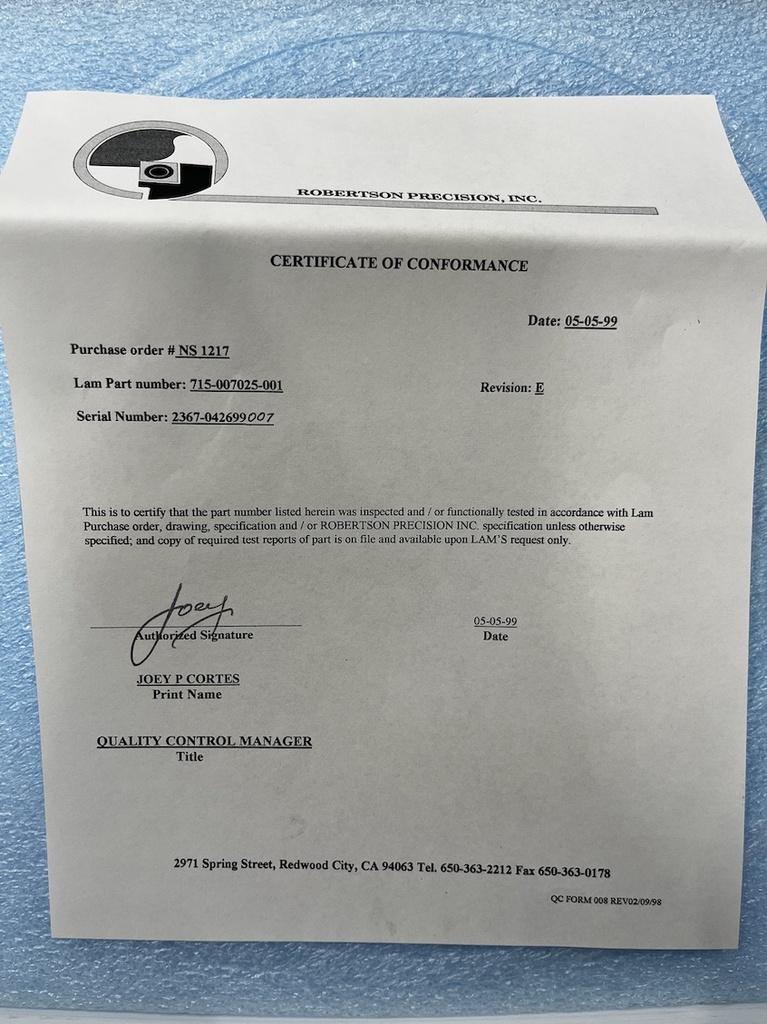 ROBERTSON PRECISION, INC.
CERTIFICATE OF CONFORMANCE
Date: 05-05-99
Purchase order # NS 1217
Lam Part number: 715-007025-001
Revision: E
Serial Number: 2367-042699007
This is to certify that the part number listed herein was inspected and / or functionally tested in accordance with Lam
Purchase order, drawing, specification and / or ROBERTSON PRECISION INC. specification unless otherwise
specified; and copy of required test reports of part is on file and available upon LAM'S request only.
Joey
05-05-99
Authorized Signature
Date
JOEY P CORTES
Print Name
QUALITY CONTROL MANAGER
Title
2971 Spring Street, Redwood City, CA 94063 Tel. 650-363-2212 Fax 650-363-0178
QC FORM 008 REV02/09/98